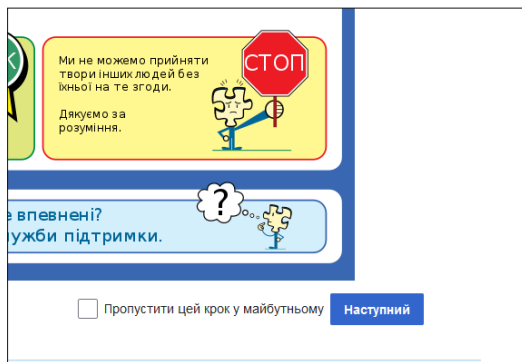 Ми не можемо прийняти
твори інших людей без
їхньої на те згоди.
Дякуємо за
розуміння.
СТОП
?
впевнені?
підтримки.
Пропустити цей крок у майбутньому
Наступний